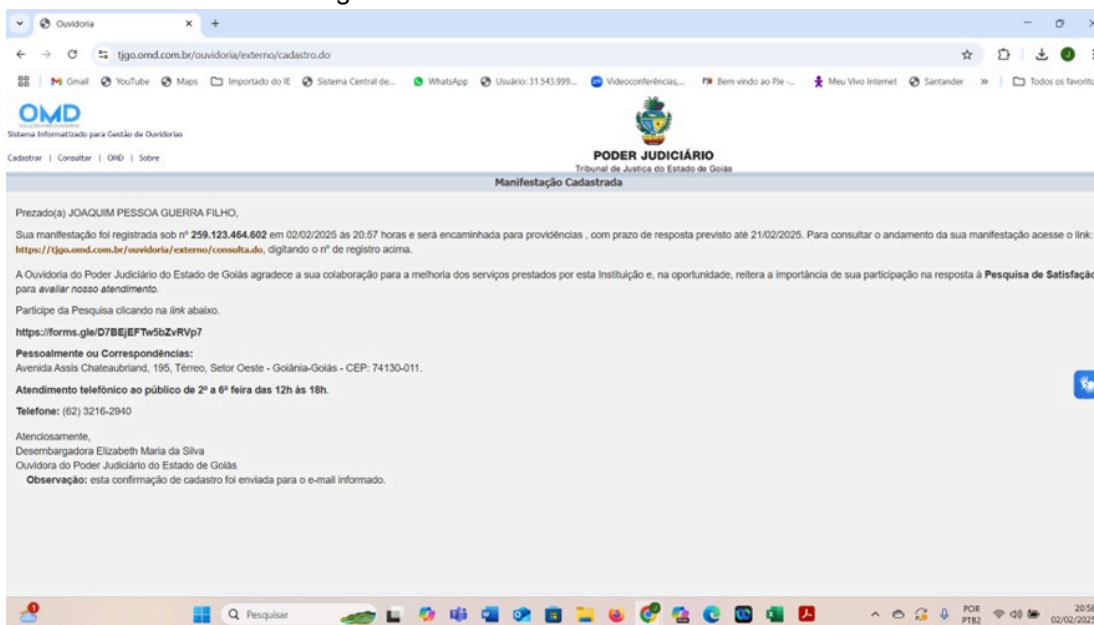 Ouvidoria
tjgo.omd.com.br/ouvidoria/externo/cadastro.do
Gmail YouTube Maps Importado do IE Sistema Central de... WhatsApp Usuário: 31.543.999... Videoconferências,... Bem vindo ao PJe -... Meu Vivo Internet Santander » Todos os favorito
OMD
Sistema Informatizado para Gestão de Ouvidorias
Cadastrar | Consultar | OMD | Sobre
PODER JUDICIÁRIO
Tribunal de Justiça do Estado de Goiás
Manifestação Cadastrada
Prezado(a) JOAQUIM PESSOA GUERRA FILHO,
Sua manifestação foi registrada sob nº 259.123.464.602 em 02/02/2025 às 20:57 horas e será encaminhada para providências , com prazo de resposta previsto até 21/02/2025. Para consultar o andamento da sua manifestação acesse o link:
https://tjgo.omd.com.br/ouvidoria/externo/consulta.do, digitando o nº de registro acima.
A Ouvidoria do Poder Judiciário do Estado de Goiás agradece a sua colaboração para a melhoria dos serviços prestados por esta Instituição e, na oportunidade, reitera a importância de sua participação na resposta à Pesquisa de Satisfação
para avaliar nosso atendimento.
Participe da Pesquisa clicando na link abaixo.
https://forms.gle/D7BEjEFTw5bZvRVp7
Pessoalmente ou Correspondências:
Avenida Assis Chateaubriand, 195, Térreo, Setor Oeste - Goiânia-Goiás - CEP: 74130-011.
Atendimento telefônico ao público de 2ª a 6ª feira das 12h às 18h.
Telefone: (62) 3216-2940
Atenciosamente,
Desembargadora Elizabeth Maria da Silva
Ouvidora do Poder Judiciário do Estado de Goiás
Observação: esta confirmação de cadastro foi enviada para o e-mail informado.
Pesquisar
POR
PTB2
20:58
02/02/2025